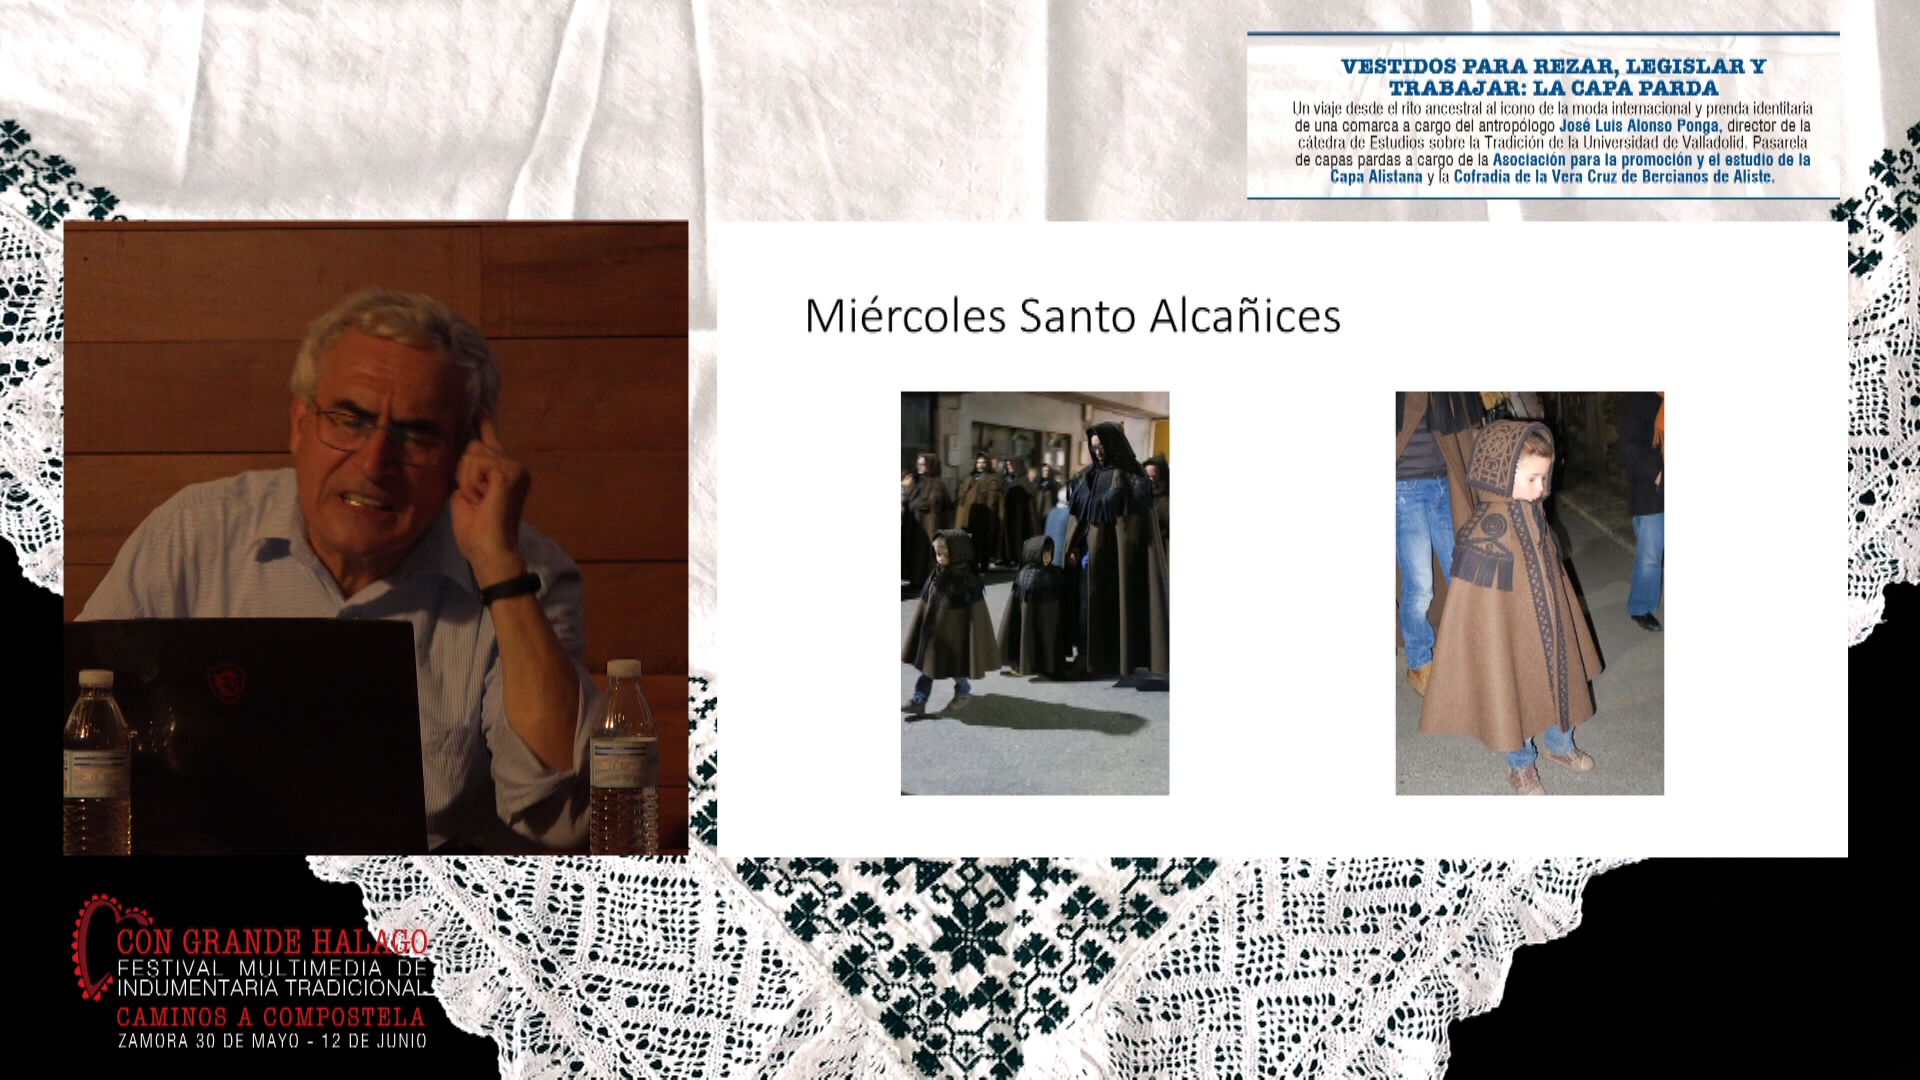 VESTIDOS PARA REZAR, LEGISLAR Y
TRABAJAR: LA CAPA PARDA
Un viaje desde el rito ancestral al icono de la moda internacional y prenda identitaria
de una comarca a cargo del antropólogo José Luis Alonso Ponga, director de la
cátedra de Estudios sobre la Tradición de la Universidad de Valladolid. Pasarela
de capas pardas a cargo de la Asociación para la promoción y el estudio de la
Capa Alistana y la Cofradía de la Vera Cruz de Bercianos de Aliste.
Miércoles Santo Alcañices
CON GRANDE HALAGO
FESTIVAL MULTIMEDIA DE
INDUMENTARIA TRADICIONAL
CAMINOS A COMPOSTELA
ZAMORA 30 DE MAYO - 12 DE JUNIO